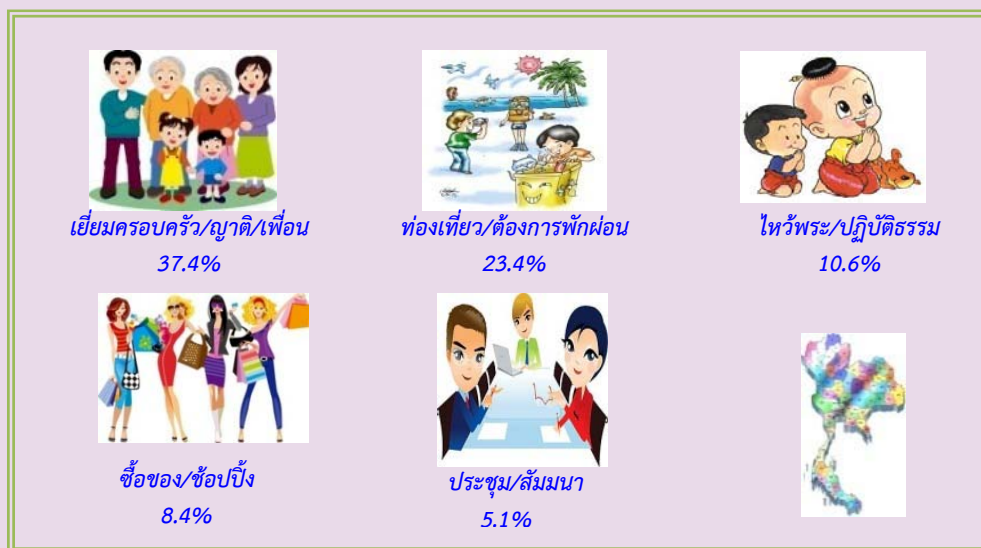 เยี่ยมครอบครัว/ญาติ/เพื่อน
37.4%
ท่องเที่ยว/ต้องการพักผ่อน
23.4%
ไหว้พระ/ปฏิบัติธรรม
10.6%
ซื้อของ/ช้อปปิ้ง
8.4%
ประชุม/สัมมนา
5.1%